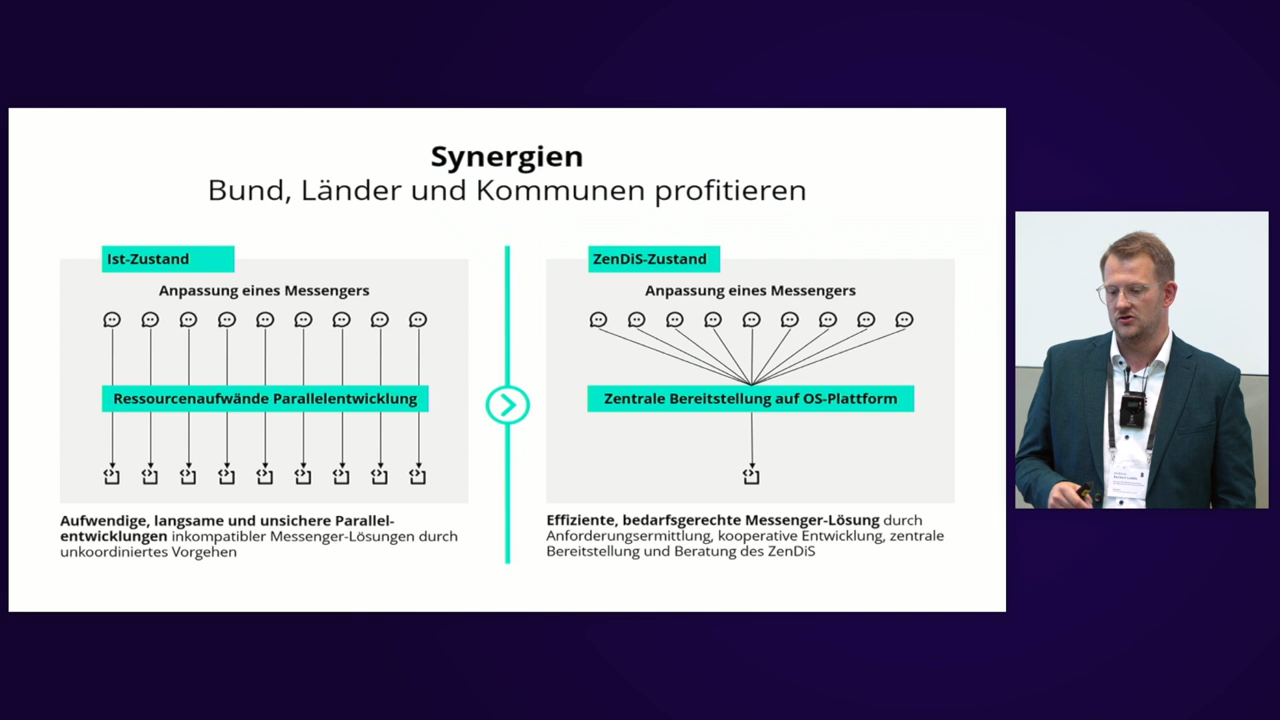 Synergien
Bund, Länder und Kommunen profitieren
Ist-Zustand
Anpassung eines Messengers
Ressourcenaufwände Parallelentwicklung
Aufwendige, langsame und unsichere Parallel-
entwicklungen inkompatibler Messenger-Lösungen durch
unkoordiniertes Vorgehen
ZenDiS-Zustand
Anpassung eines Messengers
Zentrale Bereitstellung auf OS-Plattform
Effiziente, bedarfsgerechte Messenger-Lösung durch
Anforderungsermittlung, kooperative Entwicklung, zentrale
Bereitstellung und Beratung des ZenDiS